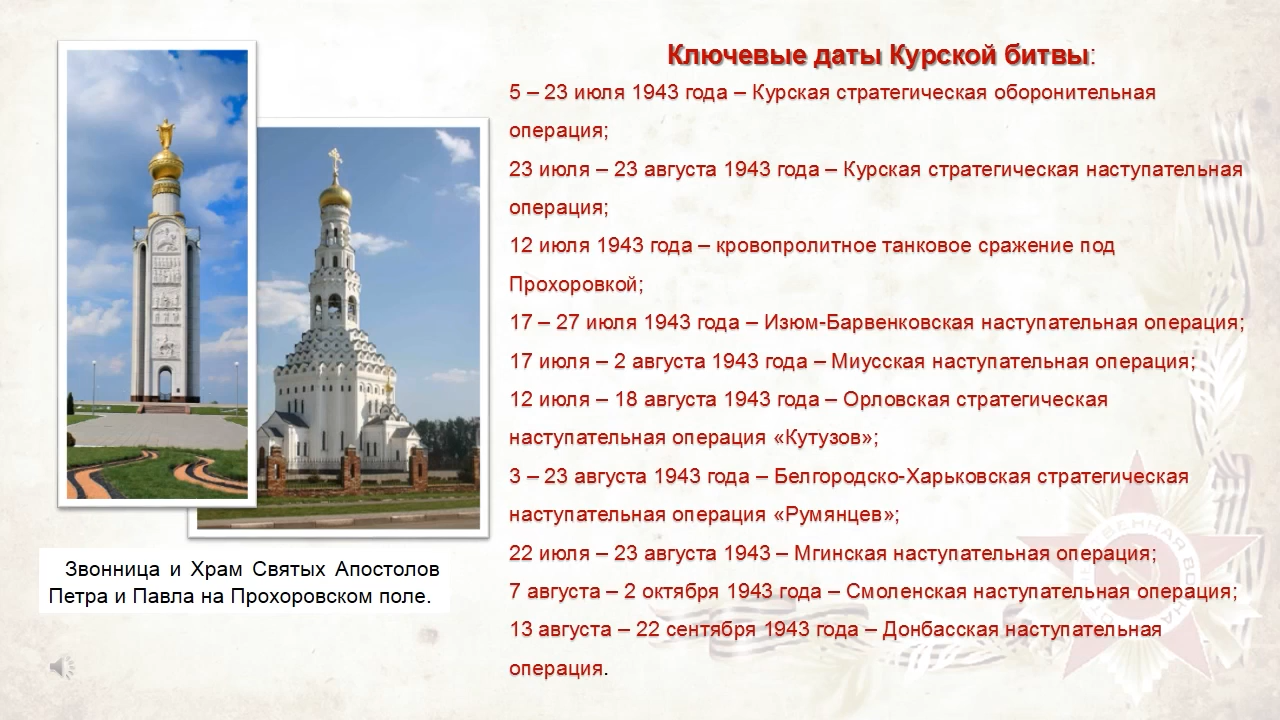 Ключевые даты Курской битвы:
5 – 23 июля 1943 года – Курская стратегическая оборонительная
операция;
23 июля – 23 августа 1943 года – Курская стратегическая наступательная
операция;
12 июля 1943 года – кровопролитное танковое сражение под
Прохоровкой;
17 – 27 июля 1943 года – Изюм-Барвенковская наступательная операция;
17 июля – 2 августа 1943 года – Миусская наступательная операция;
12 июля – 18 августа 1943 года – Орловская стратегическая
наступательная операция «Кутузов»;
3 – 23 августа 1943 года – Белгородско-Харьковская стратегическая
наступательная операция «Румянцев»;
22 июля – 23 августа 1943 – Мгинская наступательная операция;
7 августа – 2 октября 1943 года – Смоленская наступательная операция;
13 августа – 22 сентября 1943 года – Донбасская наступательная
операция.
Звонница и Храм Святых Апостолов
Петра и Павла на Прохоровском поле.